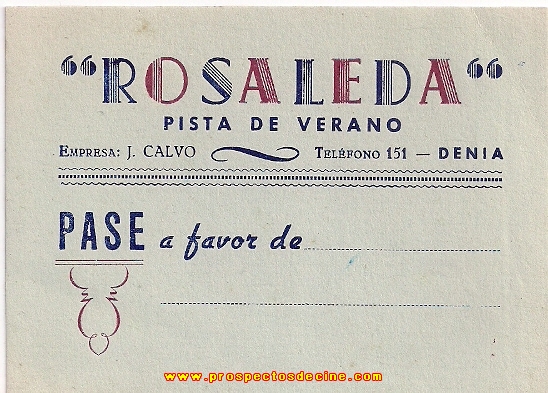 “ROSALEDA“
PISTA DE VERANO
EMPRESA: J. CALVO TELÉFONO 151 — DENIA
PASE a favor de
www.prospectosdecine.com